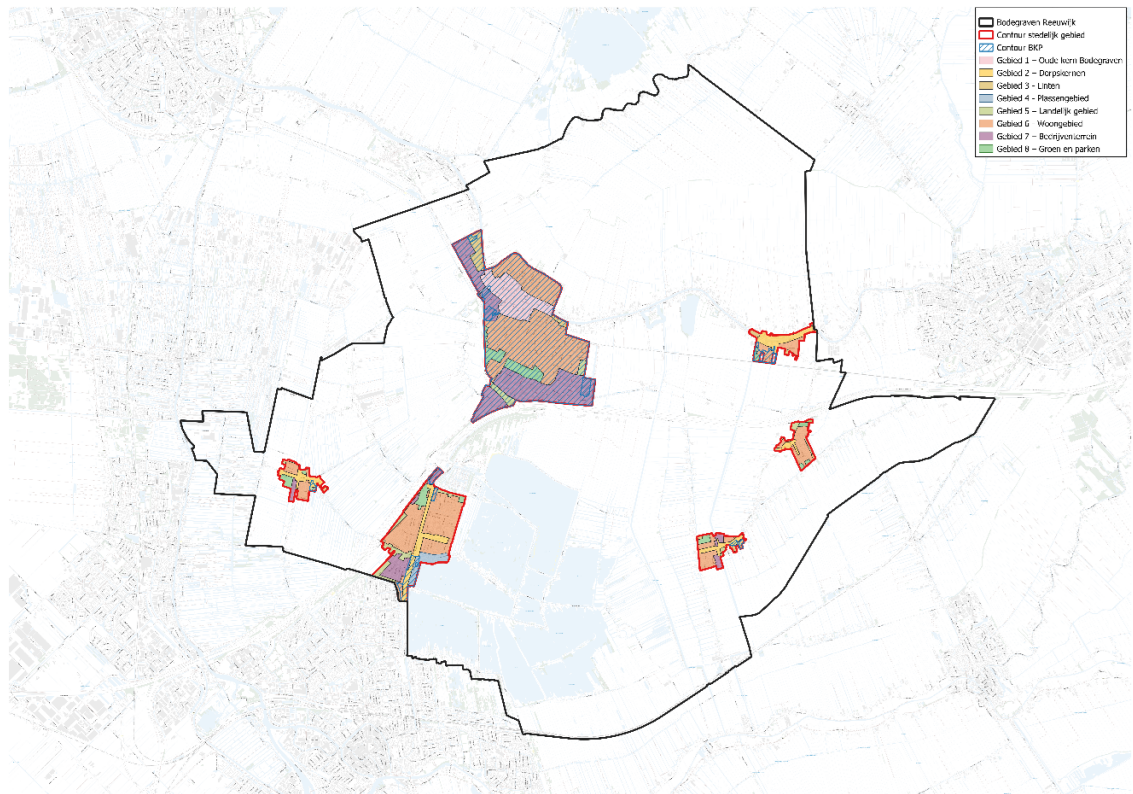 Bodegraven Reeuwijk
Contour stedelijk gebied
Contour BKP
Gebied 1 – Oude kern Bodegraven
Gebied 2 – Dorpskernen
Gebied 3 - Linten
Gebied 4 - Plassengebied
Gebied 5 – Landelijk gebied
Gebied 6 - Woongebied
Gebied 7 – Bedrijventerrein
Gebied 8 – Groen en parken